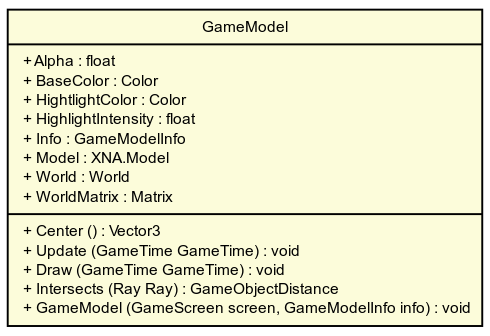 GameModel
+ Alpha : float
+ BaseColor : Color
+ HightlightColor : Color
+ HighlightIntensity : float
+ Info : GameModelInfo
+ Model : XNA.Model
+ World : World
+ WorldMatrix : Matrix
+ Center () : Vector3
+ Update (GameTime GameTime) : void
+ Draw (GameTime GameTime) : void
+ Intersects (Ray Ray) : GameObjectDistance
+ GameModel (GameScreen screen, GameModelInfo info) : void